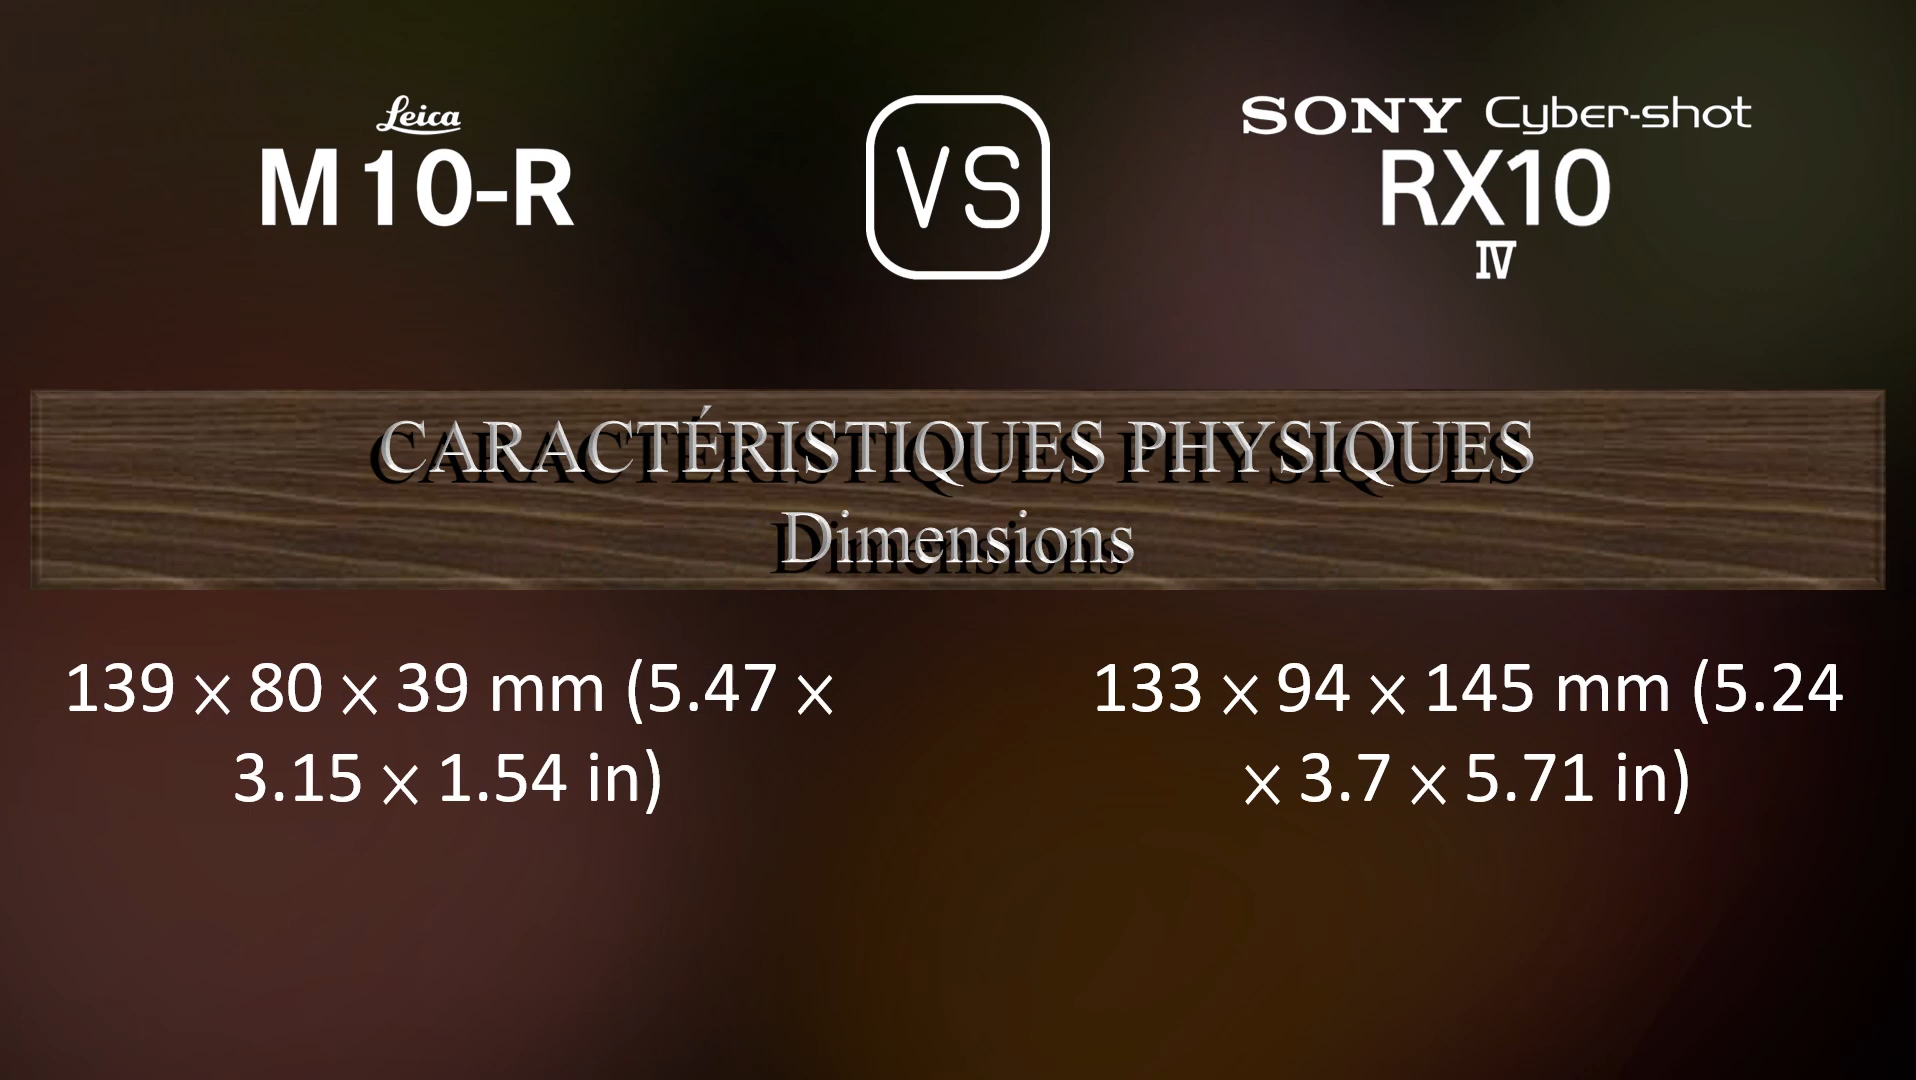 Leica
M10-R
VS
SONY Cyber-shot
RX10
IV
CARACTÉRISTIQUES PHYSIQUES
Dimensions
139 x 80 x 39 mm (5.47 x
3.15 x 1.54 in)
133 x 94 x 145 mm (5.24
x 3.7 x 5.71 in)